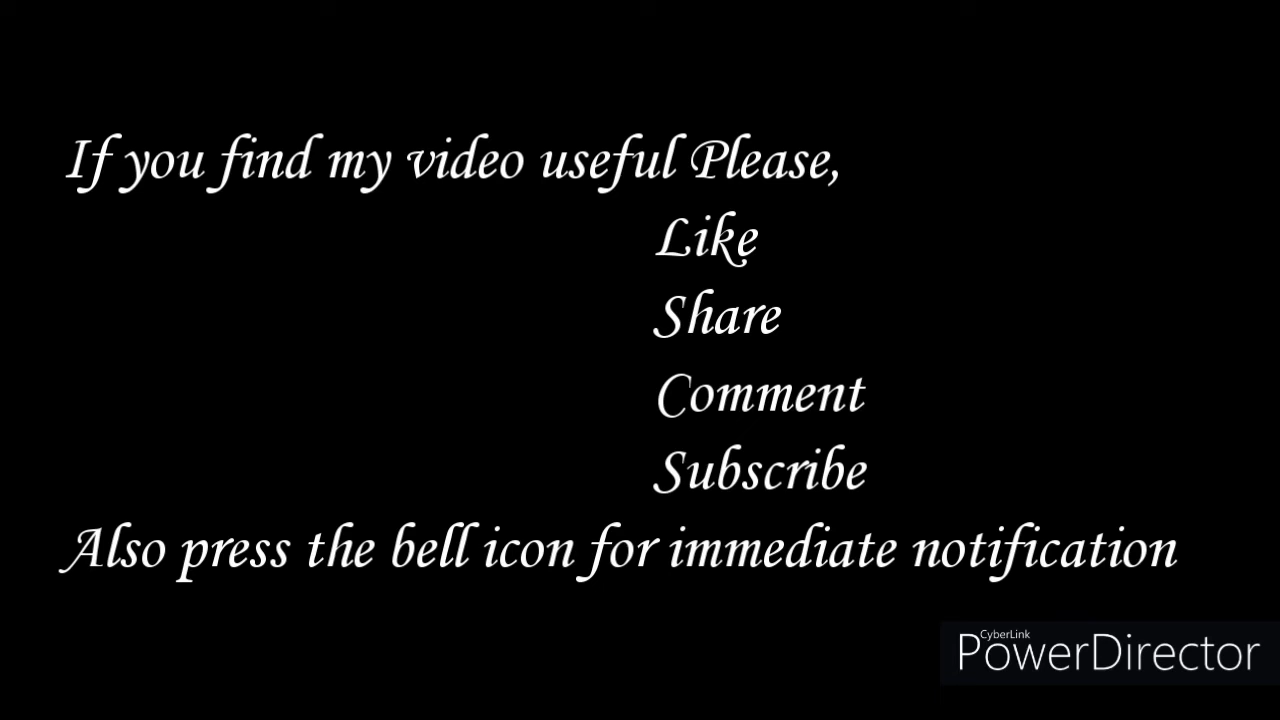 If you find my video useful Please,
Like
Share
Comment
Subscribe
Also press the bell icon for immediate notification
CyberLink
PowerDirector